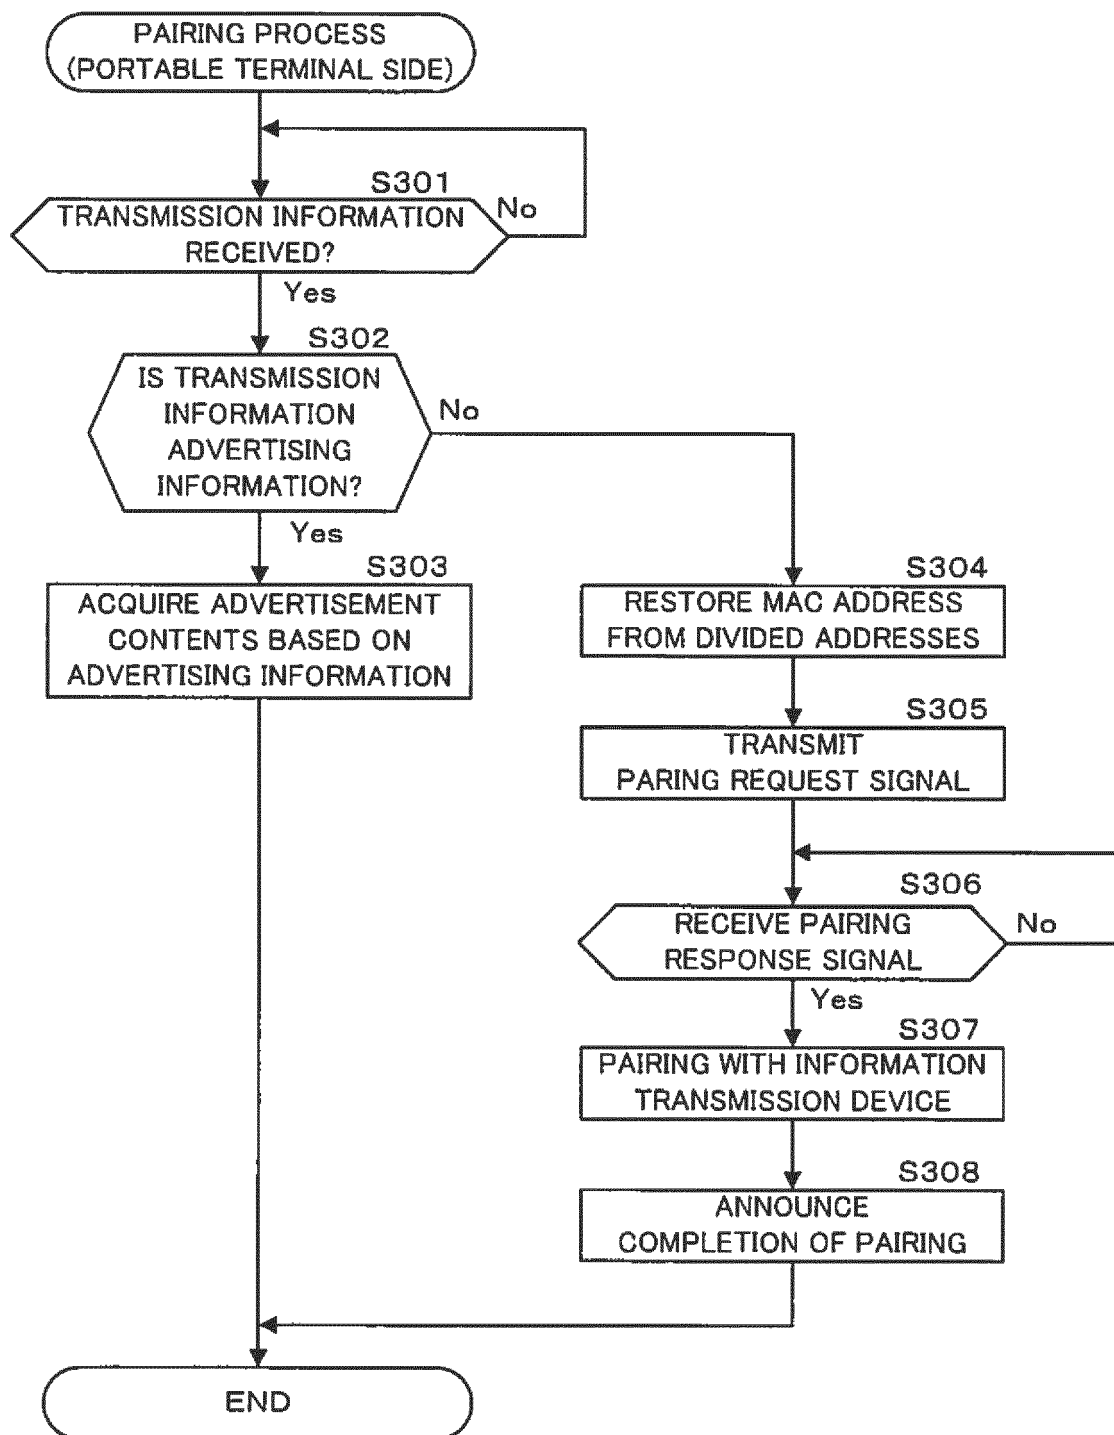 PAIRING PROCESS
(PORTABLE TERMINAL SIDE)
S301
TRANSMISSION INFORMATION
RECEIVED?
No
Yes
S302
IS TRANSMISSION
INFORMATION
ADVERTISING
INFORMATION?
No
Yes
S303
ACQUIRE ADVERTISEMENT
CONTENTS BASED ON
ADVERTISING INFORMATION
S304
RESTORE MAC ADDRESS
FROM DIVIDED ADDRESSES
S305
TRANSMIT
PARING REQUEST SIGNAL
S306
RECEIVE PAIRING
RESPONSE SIGNAL
No
Yes
S307
PAIRING WITH INFORMATION
TRANSMISSION DEVICE
S308
ANNOUNCE
COMPLETION OF PAIRING
END